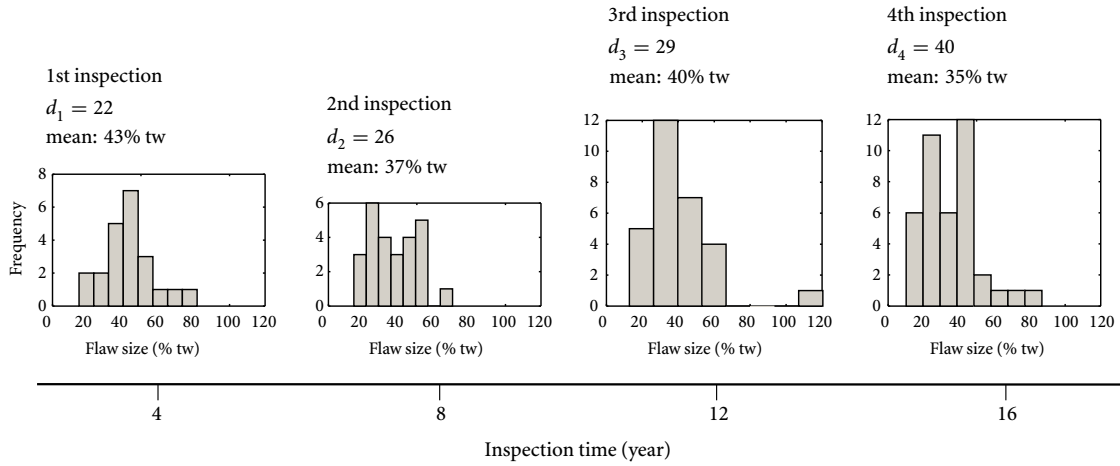 1st inspection
d1 = 22
mean: 43% tw
8
6
4
2
0
Frequency
0 20 40 60 80 100 120
Flaw size (% tw)
2nd inspection
d2 = 26
mean: 37% tw
6
4
2
0
0 20 40 60 80 100 120
Flaw size (% tw)
3rd inspection
d3 = 29
mean: 40% tw
12
10
8
6
4
2
0
0 20 40 60 80 100 120
Flaw size (% tw)
4th inspection
d4 = 40
mean: 35% tw
12
10
8
6
4
2
0
0 20 40 60 80 100 120
Flaw size (% tw)
4 8 12 16
Inspection time (year)